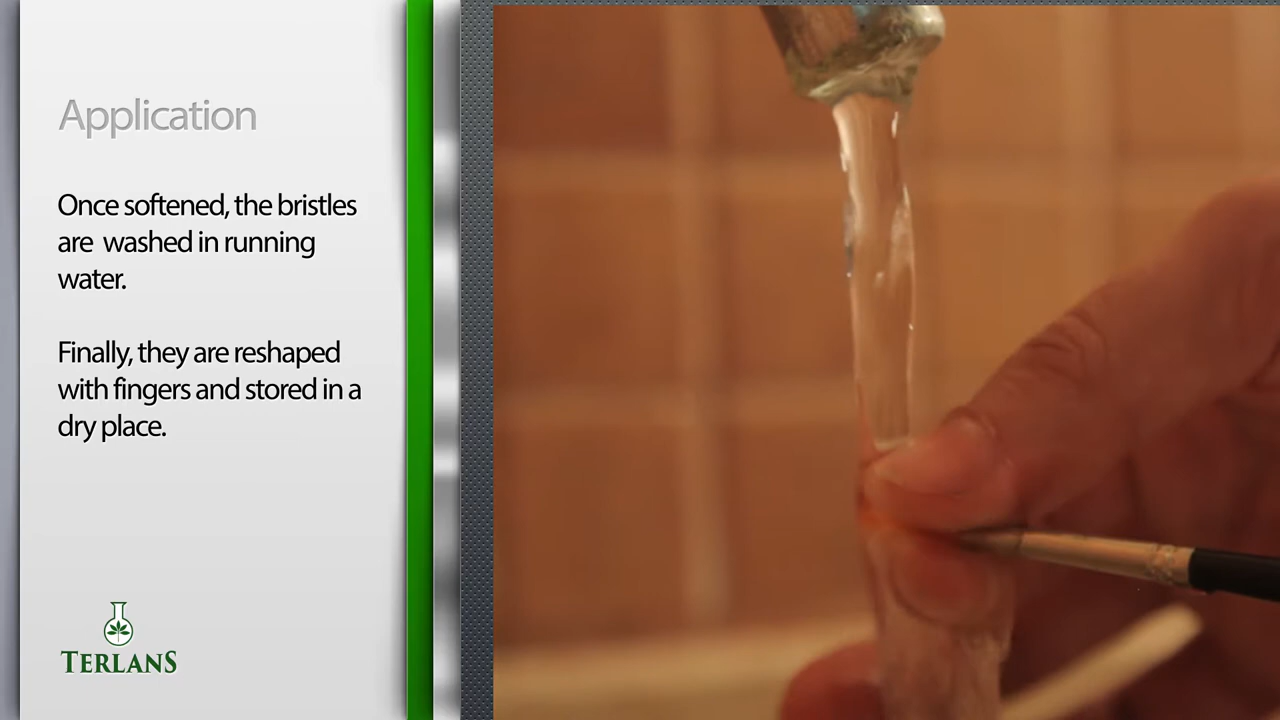 Application
Once softened, the bristles
are washed in running
water.
Finally, they are reshaped
with fingers and stored in a
dry place.
TERLANS